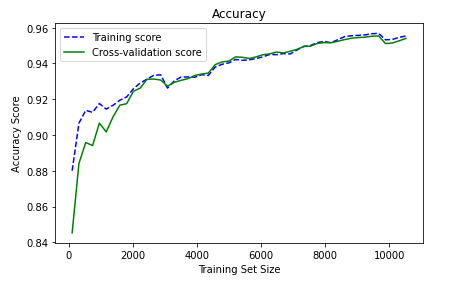 Accuracy
Training score
Cross-validation score
0.96
0.94
0.92
0.90
0.88
0.86
0.84
Accuracy Score
0 2000 4000 6000 8000 10000
Training Set Size